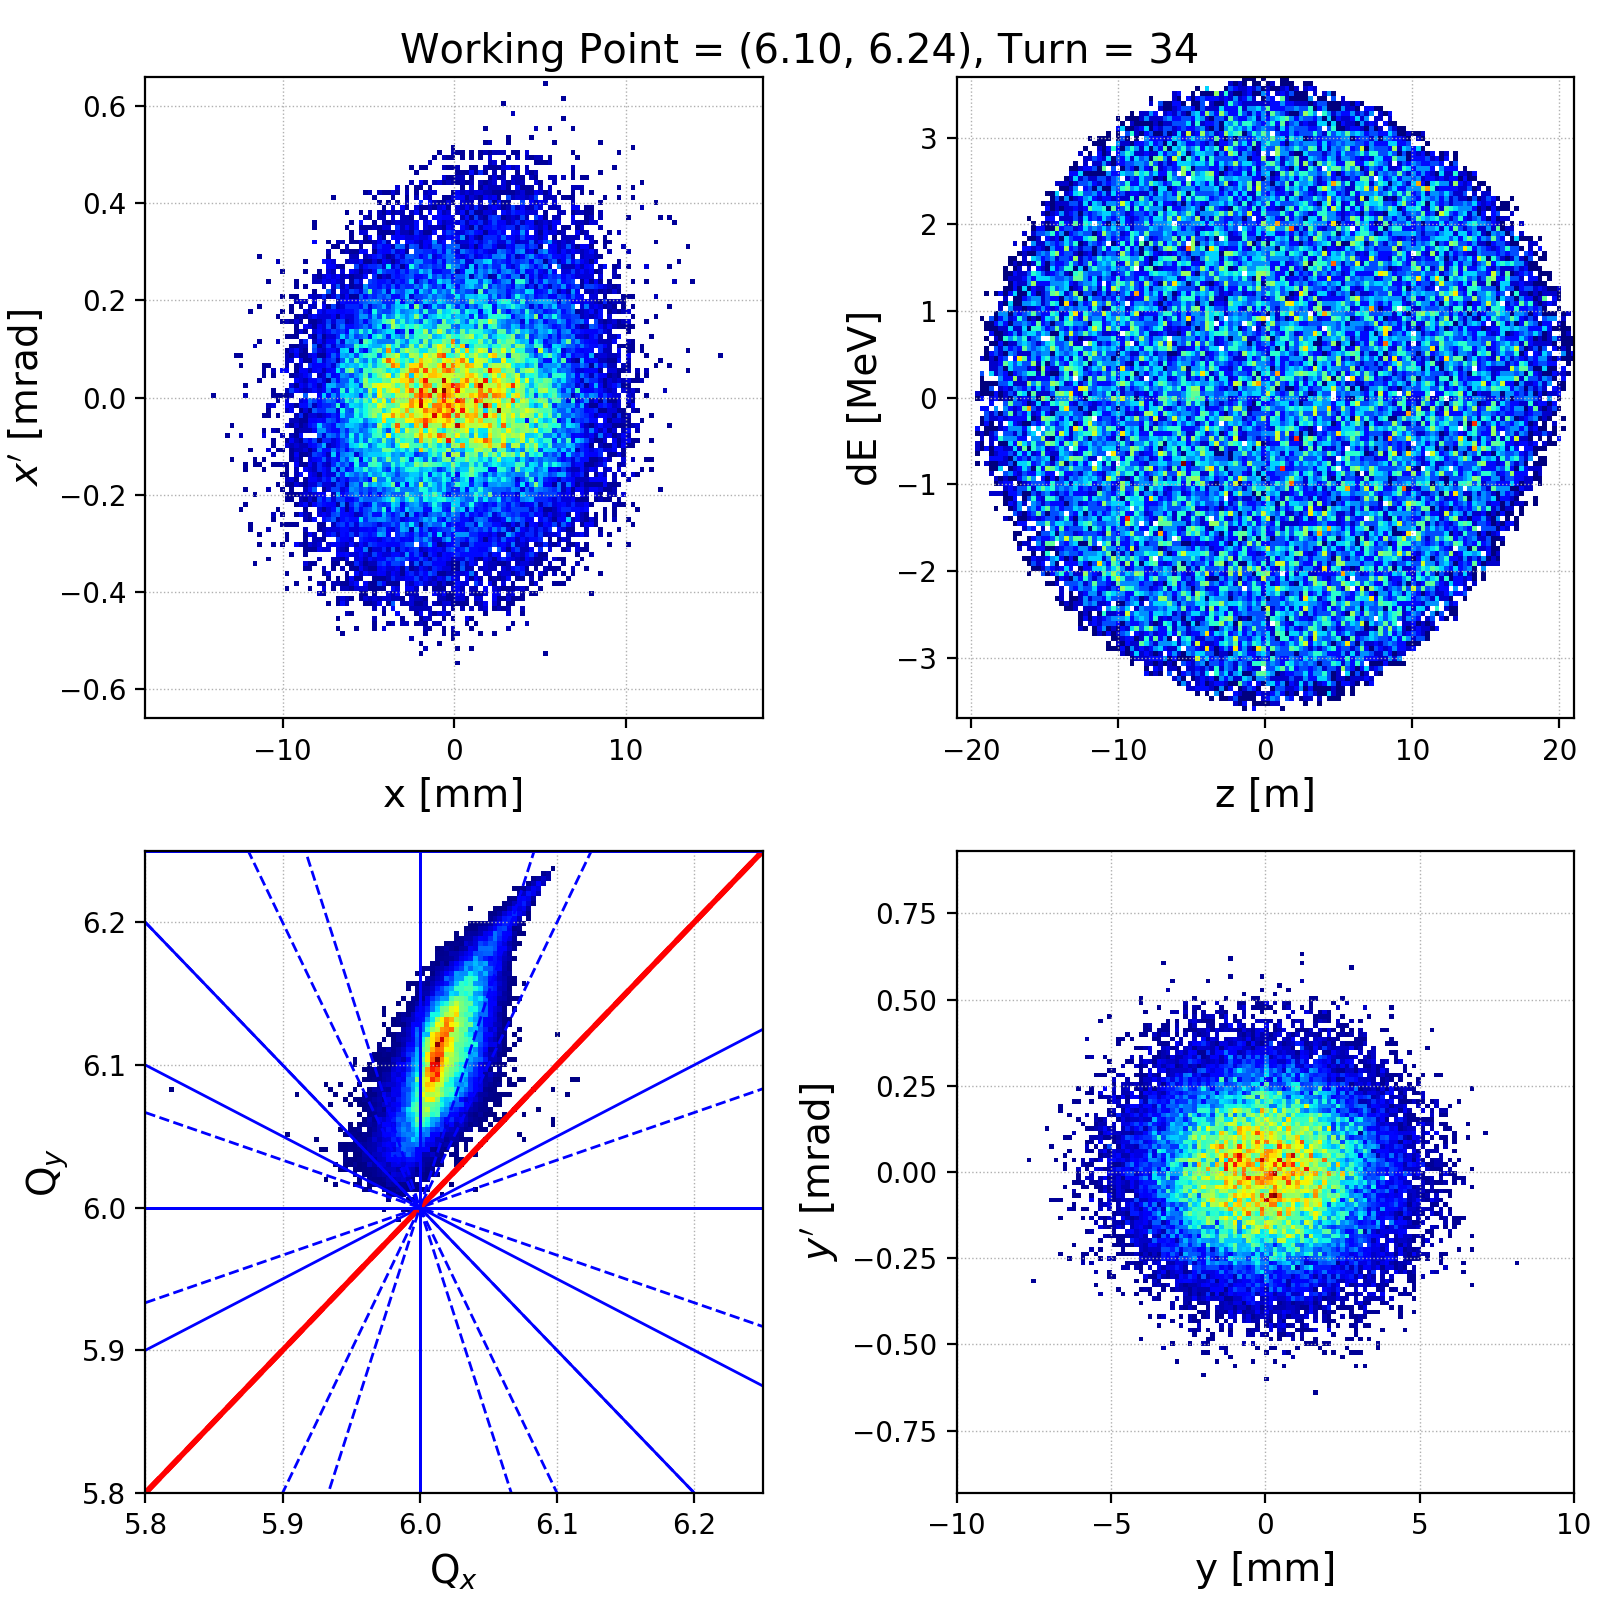 Working Point = (6.10, 6.24), Turn = 34
0.6
0.4
0.2
0.0
−0.2
−0.4
−0.6
x′ [mrad]
−10 0 10
x [mm]
3
2
1
0
−1
−2
−3
dE [MeV]
−20 −10 0 10 20
z [m]
6.2
6.1
6.0
5.9
5.8
Qy
5.8 5.9 6.0 6.1 6.2
Qx
0.75
0.50
0.25
0.00
−0.25
−0.50
−0.75
y′ [mrad]
−10 −5 0 5 10
y [mm]